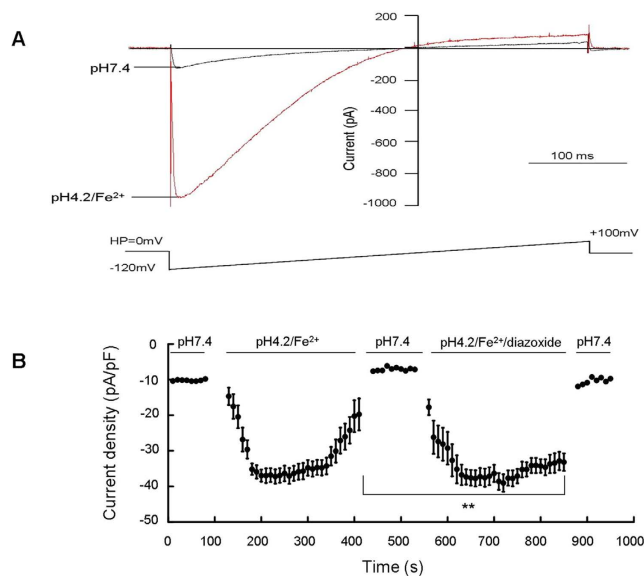 A
200
0
-200
-400
-600
-800
-1000
Current (pA)
pH7.4
pH4.2/Fe²⁺
100 ms
HP=0mV
-120mV
+100mV
B
pH7.4
pH4.2/Fe²⁺
pH7.4
pH4.2/Fe²⁺/diazoxide
pH7.4
0
-10
-20
-30
-40
-50
Current density (pA/pF)
**
0 100 200 300 400 500 600 700 800 900 1000
Time (s)